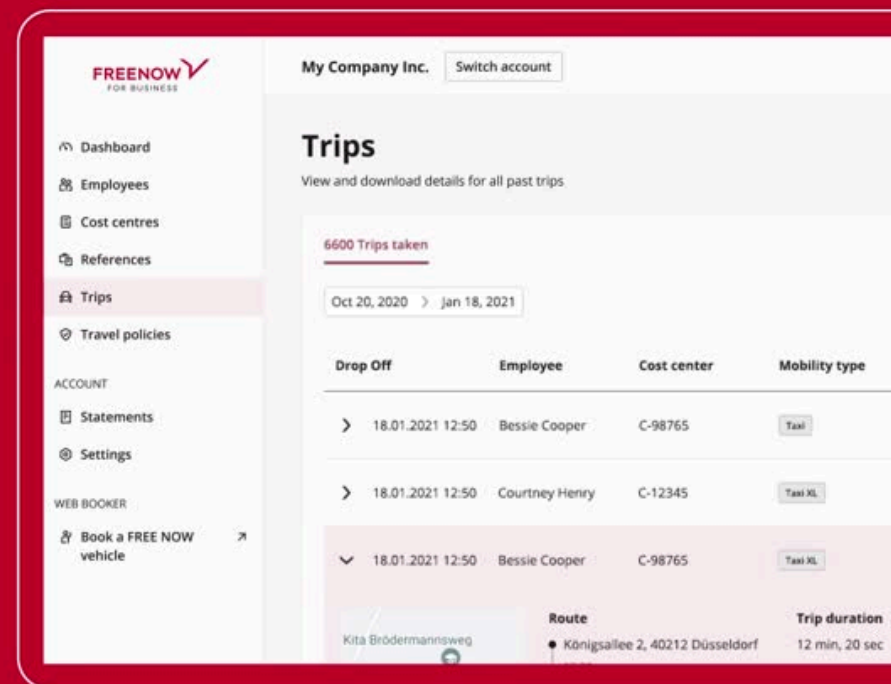 FREENOW
FOR BUSINESS
My Company Inc.
Switch account
Dashboard
Employees
Cost centres
References
Trips
Travel policies
ACCOUNT
Statements
Settings
WEB BOOKER
Book a FREE NOW
vehicle
Trips
View and download details for all past trips
6600 Trips taken
Oct 20, 2020 > Jan 18, 2021
Drop Off Employee Cost center Mobility type
18.01.2021 12:50 Bessie Cooper C-98765 Taxi
18.01.2021 12:50 Courtney Henry C-12345 Taxi XL
18.01.2021 12:50 Bessie Cooper C-98765 Taxi XL
Kita Brödermannsweg
Route
Königsallee 2, 40212 Düsseldorf
Trip duration
12 min, 20 sec